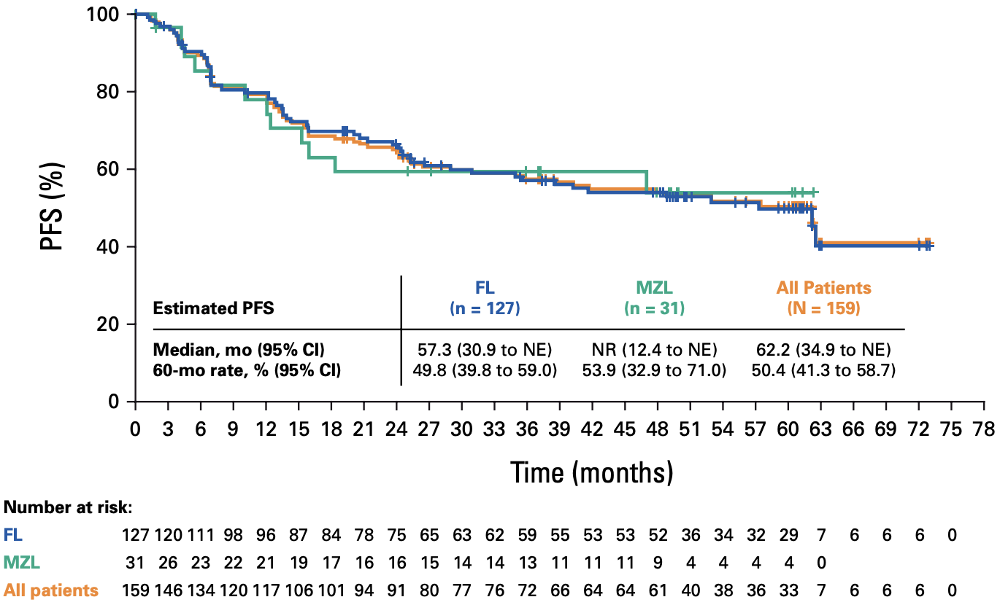 100
80
60
40
20
0
PFS (%)
FL MZL All Patients
Estimated PFS (n = 127) (n = 31) (N = 159)
Median, mo (95% CI) 57.3 (30.9 to NE) NR (12.4 to NE) 62.2 (34.9 to NE)
60-mo rate, % (95% CI) 49.8 (39.8 to 59.0) 53.9 (32.9 to 71.0) 50.4 (41.3 to 58.7)
0 3 6 9 12 15 18 21 24 27 30 33 36 39 42 45 48 51 54 57 60 63 66 69 72 75 78
Time (months)
Number at risk:
FL 127 120 111 98 96 87 84 78 75 65 63 62 59 55 53 53 52 36 34 32 29 7 6 6 6 0
MZL 31 26 23 22 21 19 17 16 16 15 14 14 13 11 11 11 9 4 4 4 4 0
All patients 159 146 134 120 117 106 101 94 91 80 77 76 72 66 64 64 61 40 38 36 33 7 6 6 6 0